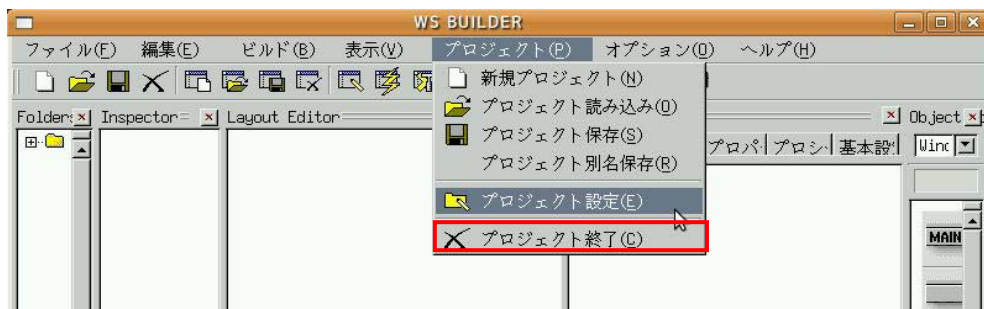 WS BUILDER
ファイル(F) 編集(E) ビルド(B) 表示(V) プロジェクト(P) オプション(O) ヘルプ(H)
新規プロジェクト(N)
プロジェクト読み込み(O)
プロジェクト保存(S)
プロジェクト別名保存(R)
プロジェクト設定(E)
プロジェクト終了(C)
Folder: Inspector Layout Editor Object
プロパ プロシ 基本設 Winc
MAIN